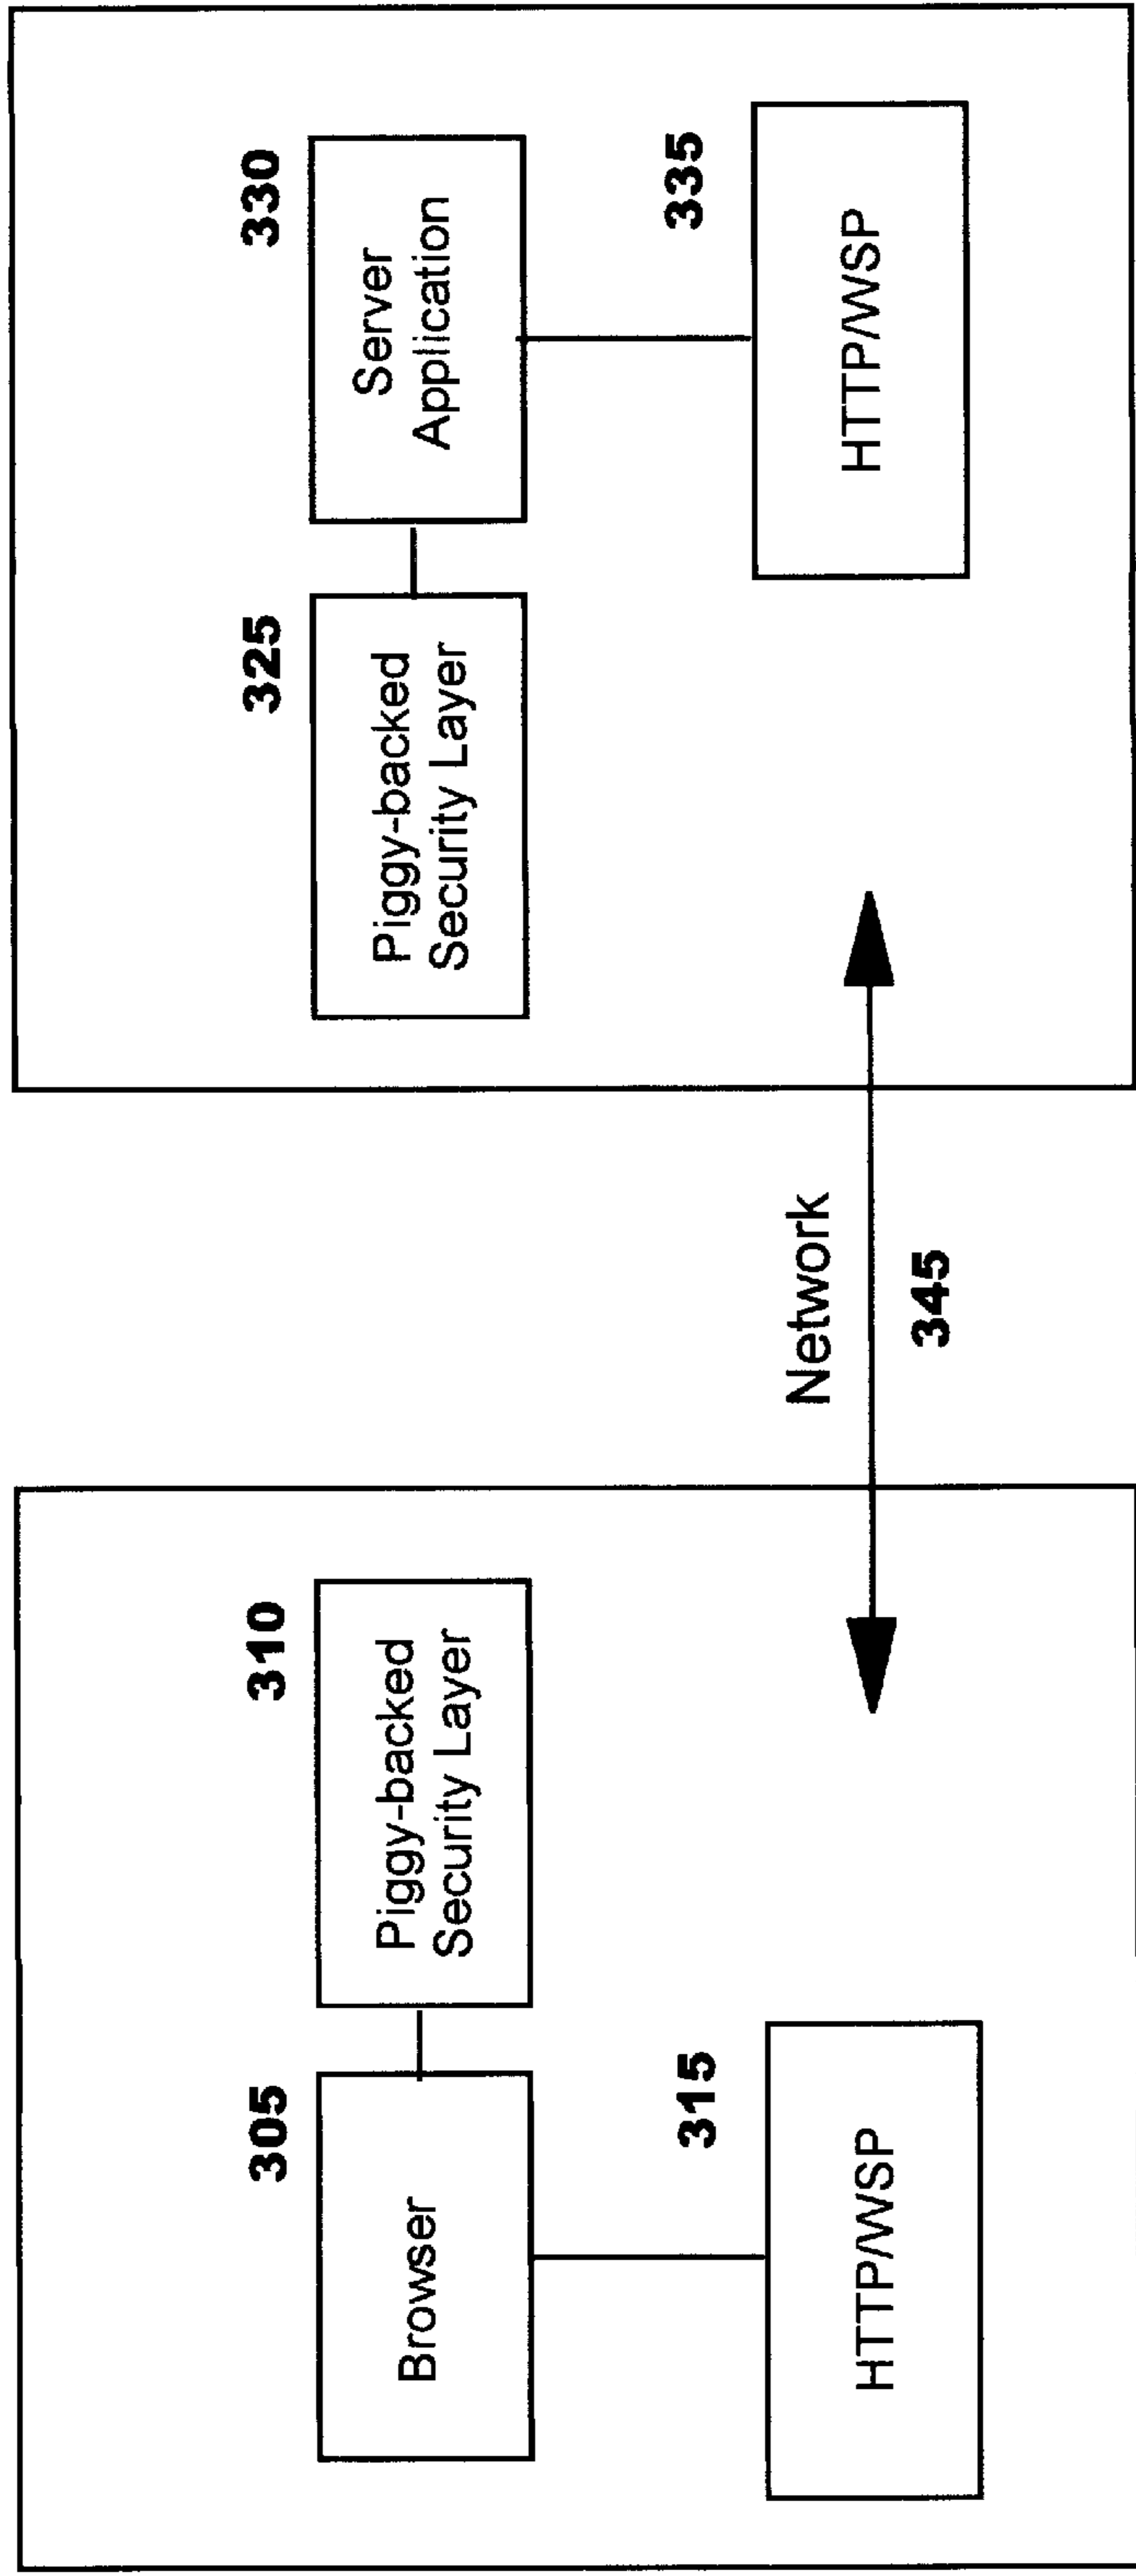 305
Browser
310
Piggy-backed
Security Layer
315
HTTP/WSP
Network
345
325
Piggy-backed
Security Layer
330
Server
Application
335
HTTP/WSP